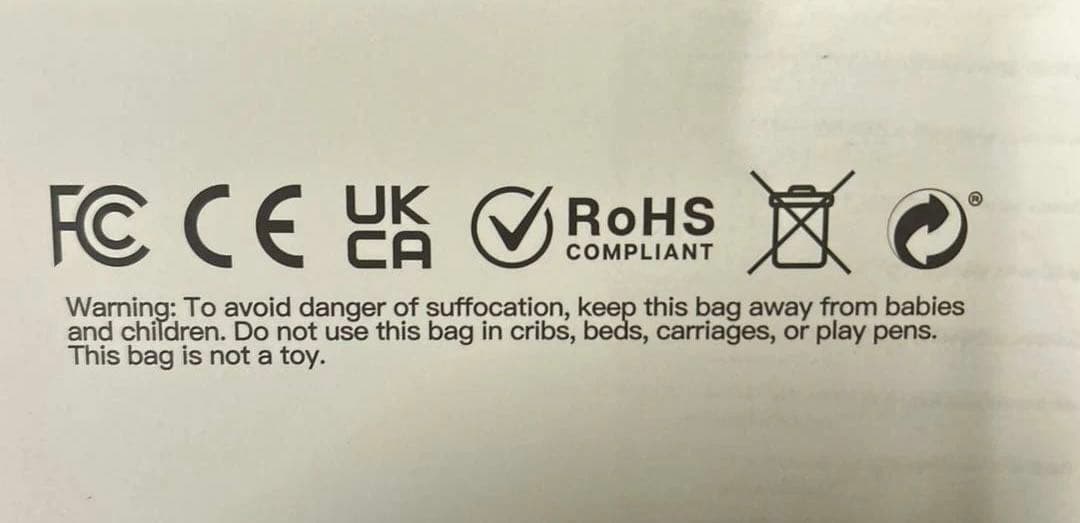 FC CE UK CA RoHS COMPLIANT ®
Warning: To avoid danger of suffocation, keep this bag away from babies
and children. Do not use this bag in cribs, beds, carriages, or play pens.
This bag is not a toy.